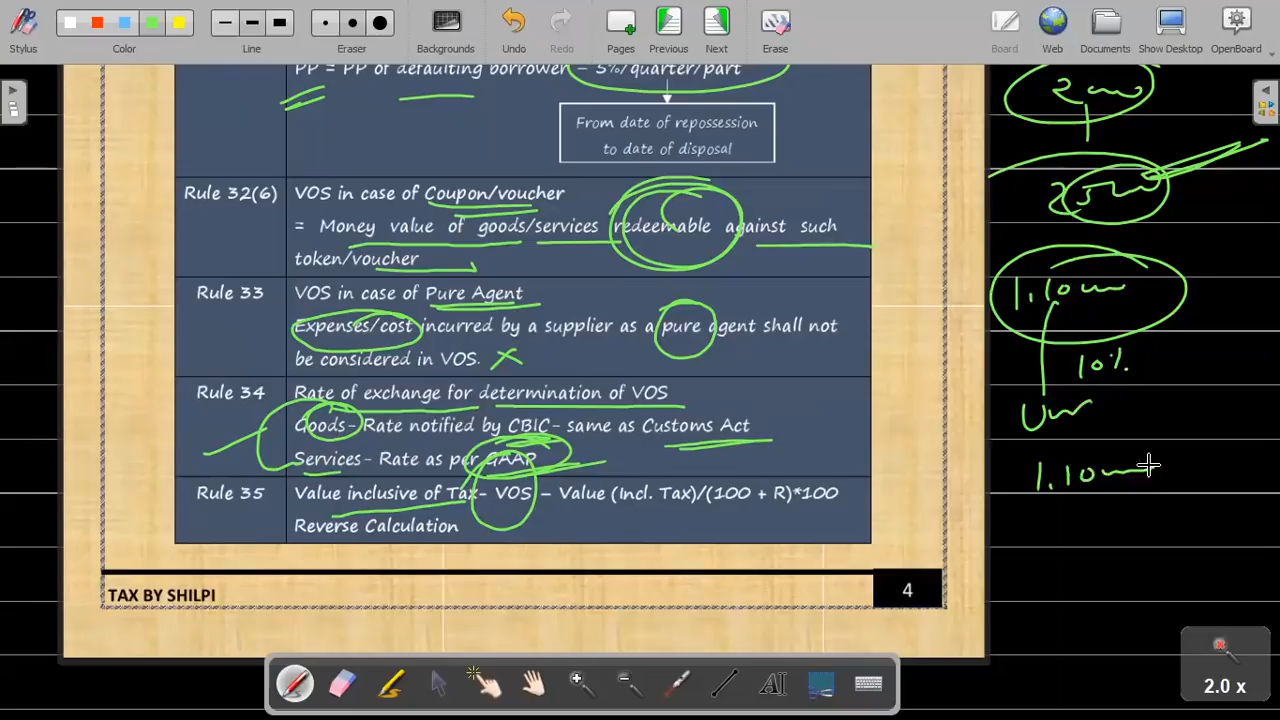 Stylus
Color
Line
Eraser
Backgrounds
Undo
Redo
Pages
Previous
Next
Erase
Board
Web
Documents
Show Desktop
OpenBoard
PP = PP of defaulting borrower - 5%/quarter/part
From date of repossession
to date of disposal
Rule 32(6)
VOS in case of Coupon/voucher
= Money value of goods/services redeemable against such
token/voucher
Rule 33
VOS in case of Pure Agent
Expenses/cost incurred by a supplier as a pure agent shall not
be considered in VOS.
Rule 34
Rate of exchange for determination of VOS
Goods- Rate notified by CBIC- same as Customs Act
Services- Rate as per GAAP
Rule 35
Value inclusive of Tax- VOS - Value (Incl. Tax)/(100 + R)*100
Reverse Calculation
TAX BY SHILPI
4
1.10
10%
1.10
AI
2.0 x